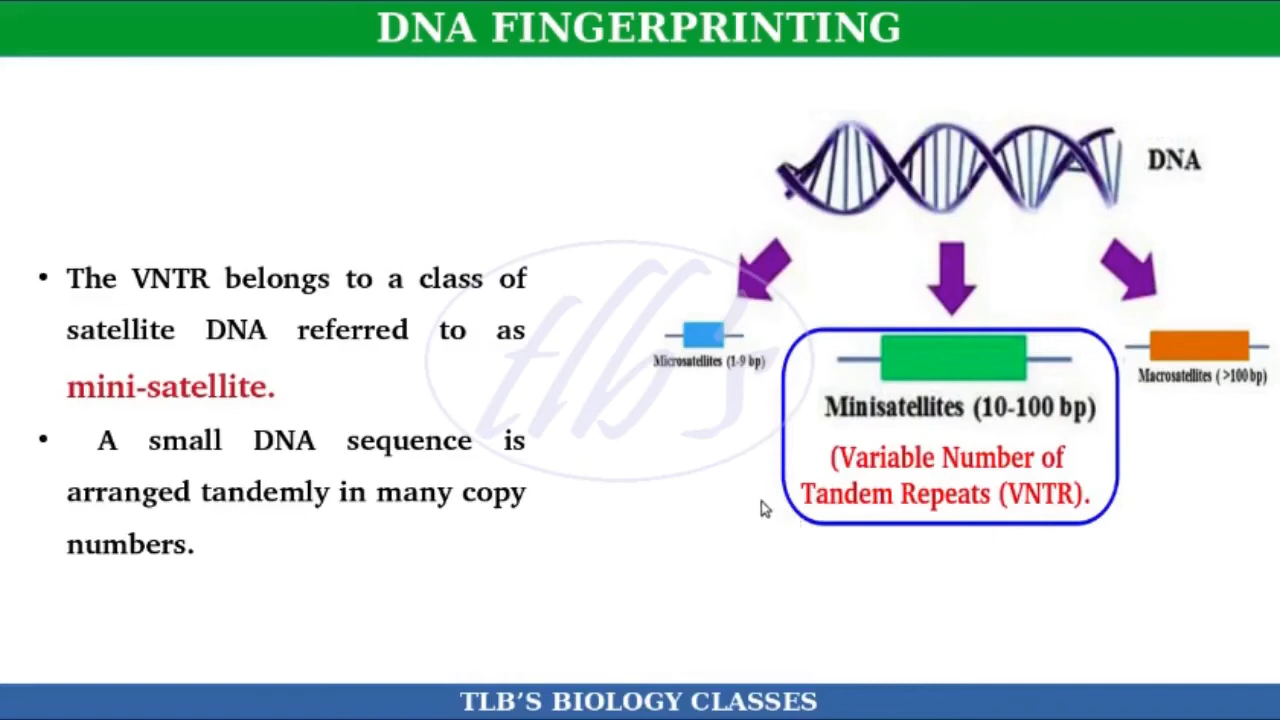 DNA FINGERPRINTING
• The VNTR belongs to a class of
satellite DNA referred to as
mini-satellite.
• A small DNA sequence is
arranged tandemly in many copy
numbers.
tlb's
DNA
Microsatellites (1-9 bp)
Minisatellites (10-100 bp)
(Variable Number of
Tandem Repeats (VNTR).
Macrosatellites ( >100 bp)
TLB’S BIOLOGY CLASSES